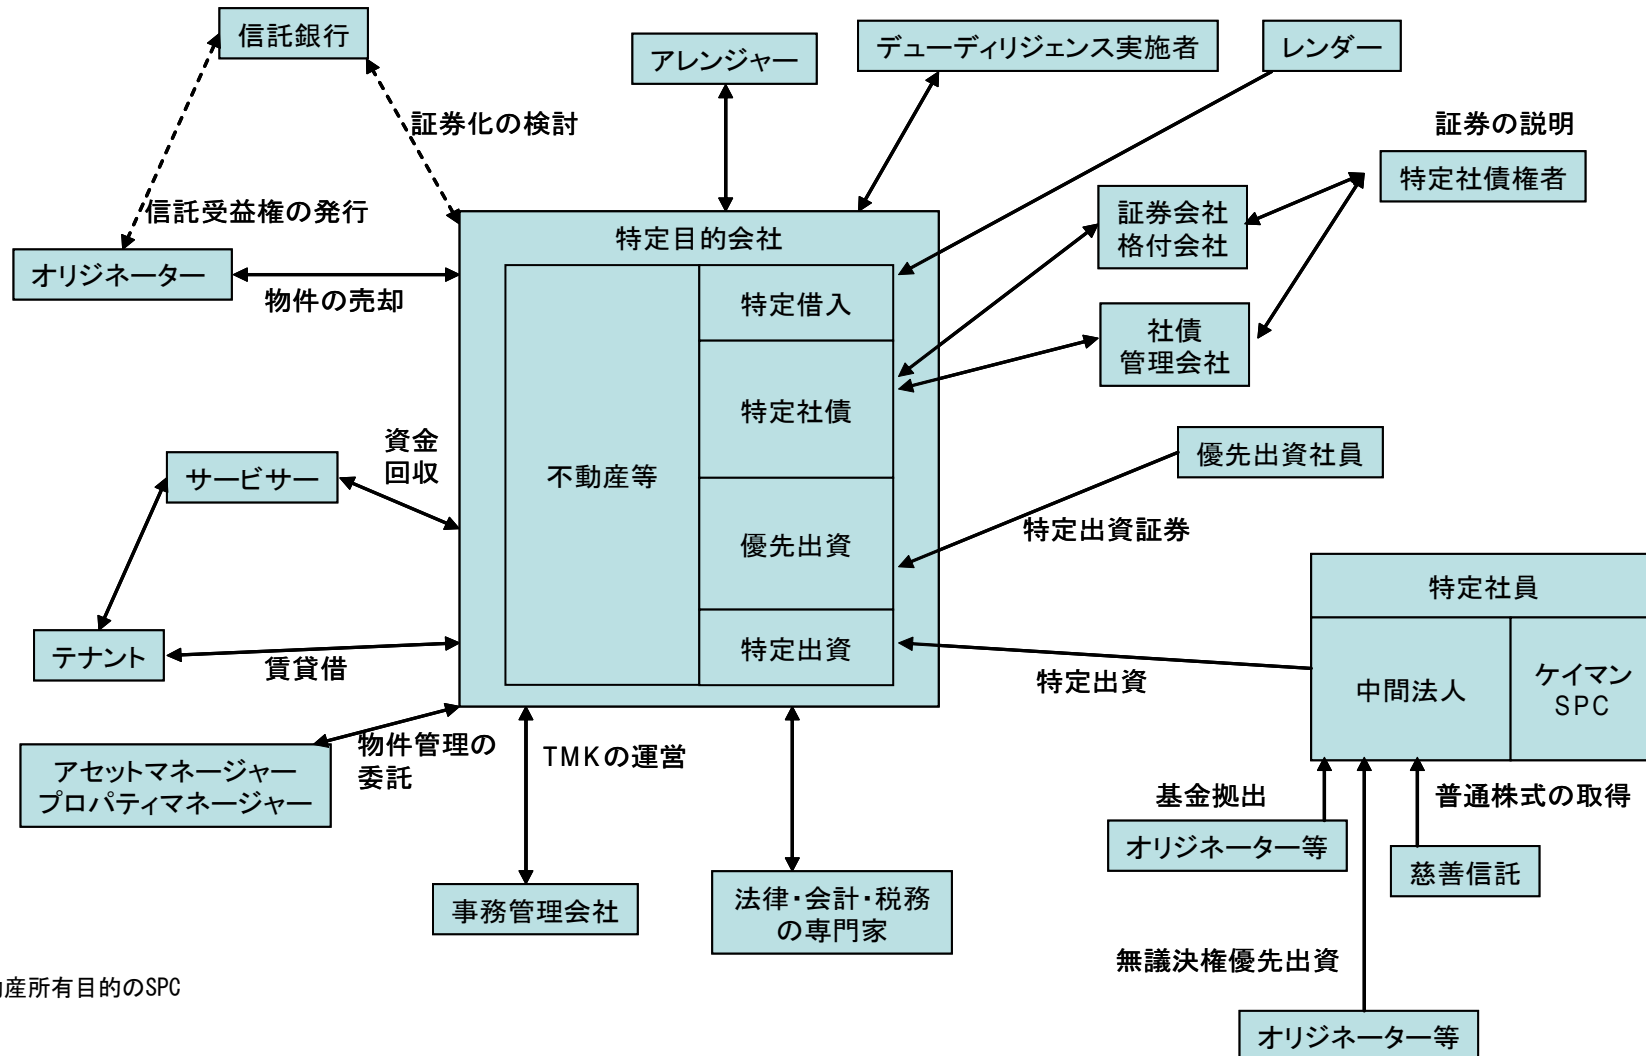 信託銀行
アレンジャー
デューディリジェンス実施者
レンダー
証券化の検討
証券の説明
特定社債権者
信託受益権の発行
証券会社
格付会社
特定目的会社
オリジネーター
物件の売却
特定借入
社債
管理会社
特定社債
資金
回収
サービサー
不動産等
優先出資社員
特定出資証券
優先出資
特定社員
テナント
賃貸借
特定出資
特定出資
中間法人
ケイマン
SPC
物件管理の
委託
TMKの運営
アセットマネージャー
プロパティマネージャー
基金拠出
普通株式の取得
オリジネーター等
慈善信託
事務管理会社
法律・会計・税務
の専門家
無議決権優先出資
産所有目的のSPC
オリジネーター等